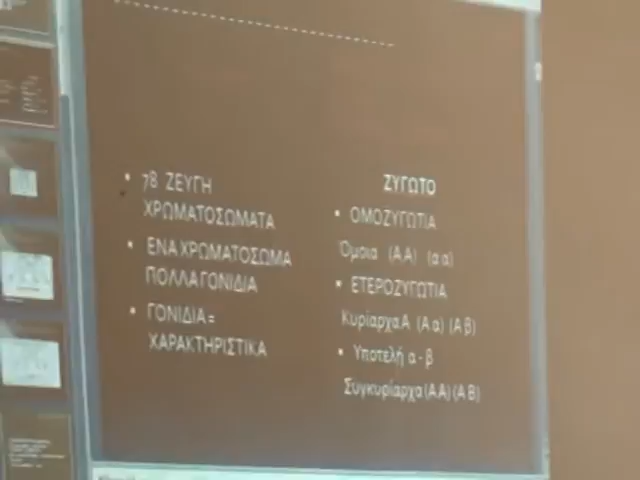 • 78 ΖΕΥΓΗ
ΧΡΩΜΑΤΟΣΩΜΑΤΑ
• ΕΝΑ ΧΡΩΜΑΤΟΣΩΜΑ
ΠΟΛΛΑ ΓΟΝΙΔΙΑ
• ΓΟΝΙΔΙΑ =
ΧΑΡΑΚΤΗΡΙΣΤΙΚΑ
ΖΥΓΩΤΟ
• ΟΜΟΖΥΓΩΤΙΑ
Όμοια (ΑΑ) (αα)
• ΕΤΕΡΟΖΥΓΩΤΙΑ
Κυρίαρχα Α (Αα) (ΑΒ)
• Υποτελή α - β
Συγκυρίαρχα (ΑΑ) (ΑΒ)